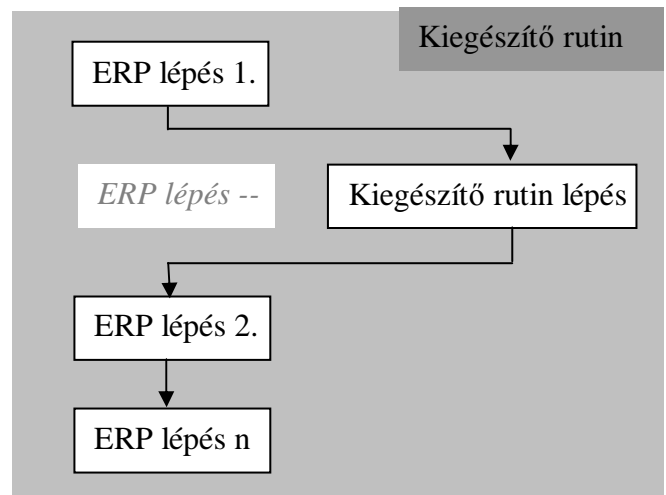 Kiegészítő rutin
ERP lépés 1.
ERP lépés --
Kiegészítő rutin lépés
ERP lépés 2.
ERP lépés n